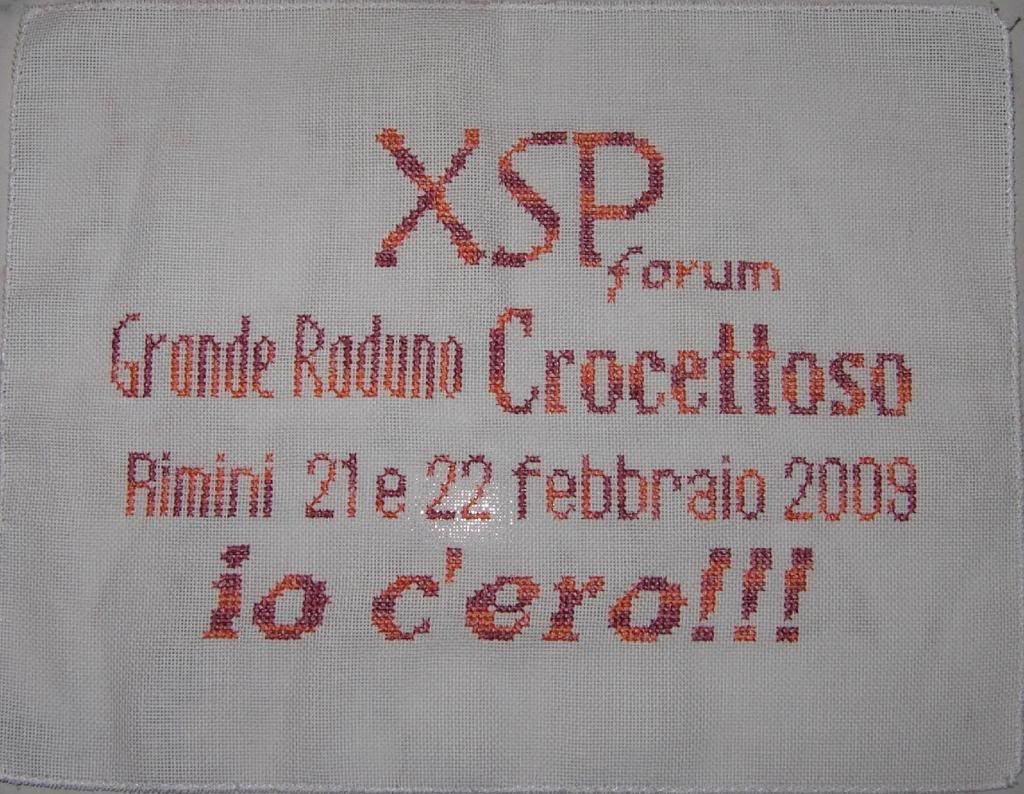 XSP
forum
Grande Raduno Crocettoso
Rimini 21 e 22 febbraio 2009
io c'ero!!!